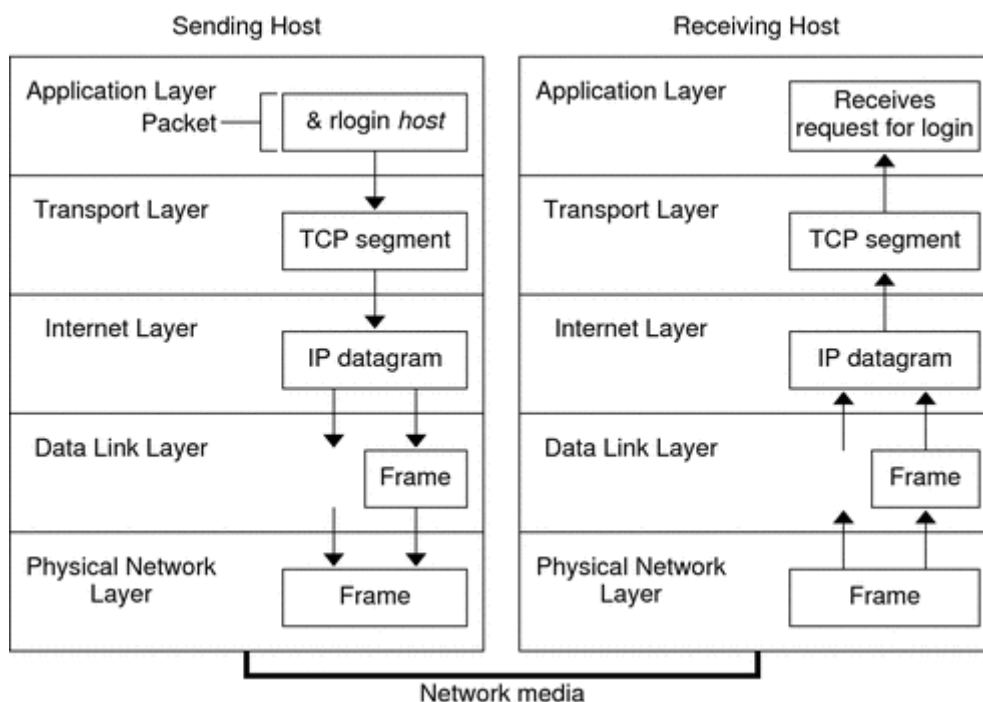 Sending Host
Application Layer
Packet
& rlogin host
Transport Layer
TCP segment
Internet Layer
IP datagram
Data Link Layer
Frame
Physical Network
Layer
Frame
Receiving Host
Application Layer
Receives
request for login
Transport Layer
TCP segment
Internet Layer
IP datagram
Data Link Layer
Frame
Physical Network
Layer
Frame
Network media